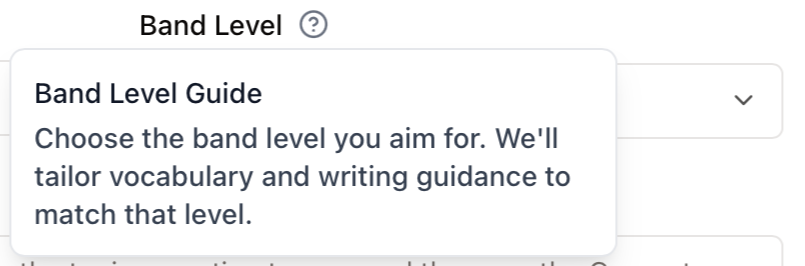 Band Level
Band Level Guide
Choose the band level you aim for. We'll
tailor vocabulary and writing guidance to
match that level.